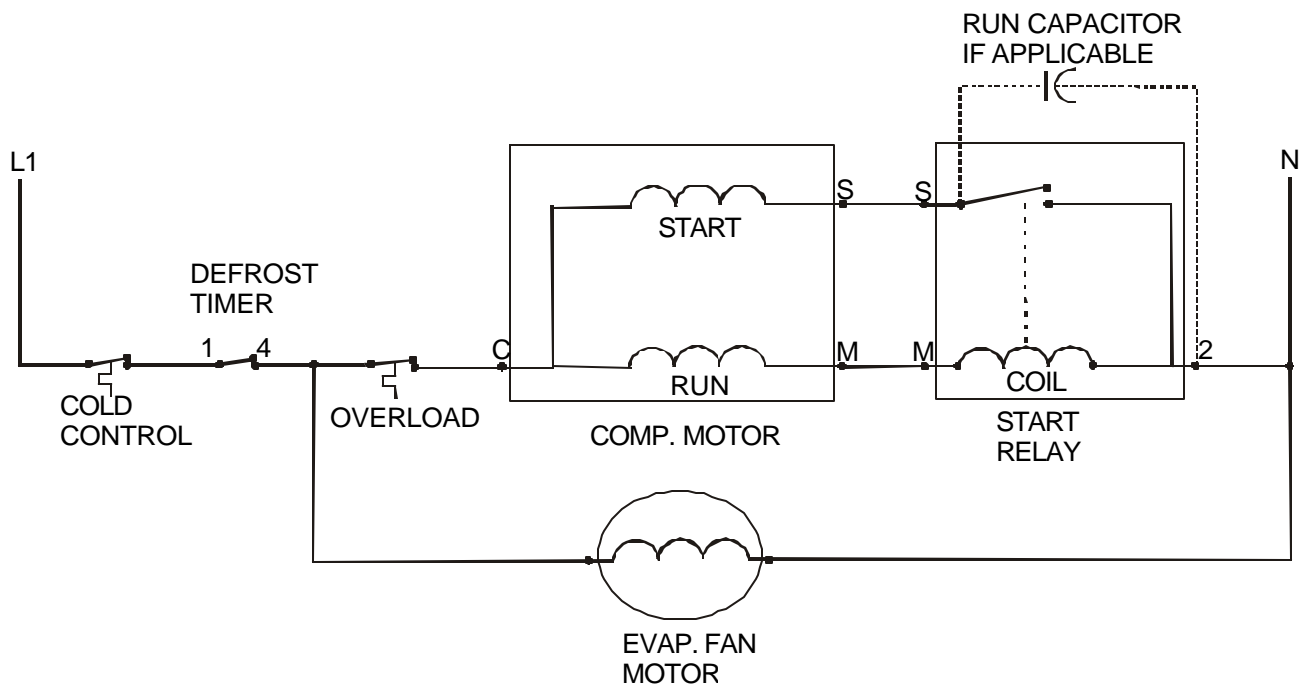 RUN CAPACITOR
IF APPLICABLE
L1
N
S
S
START
DEFROST
TIMER
1
4
C
M
M
2
RUN
COIL
COLD
CONTROL
OVERLOAD
COMP. MOTOR
START
RELAY
EVAP. FAN
MOTOR